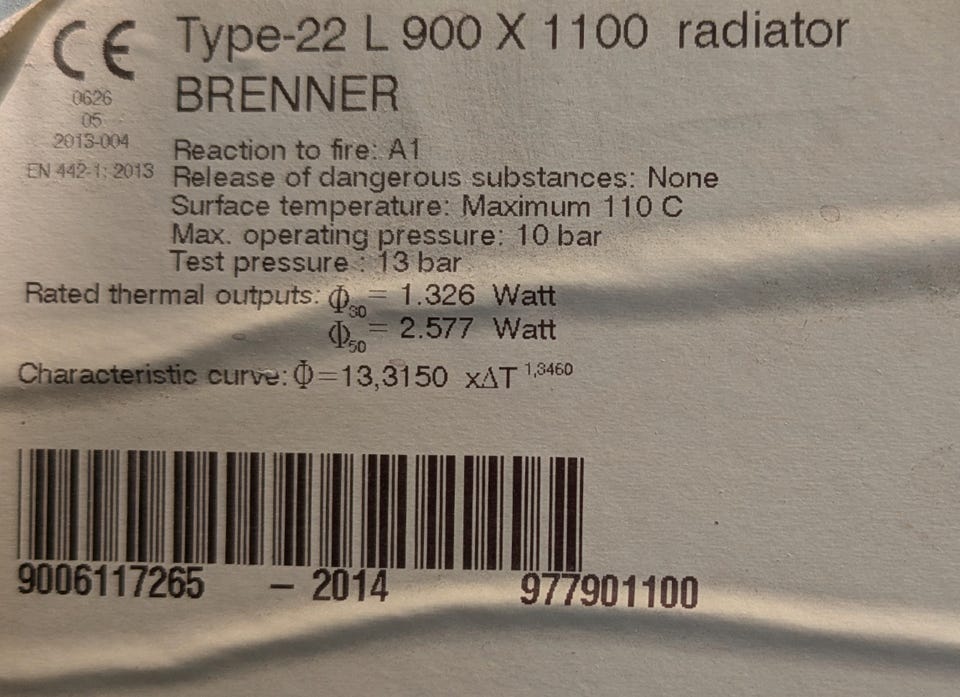 CE
0626
05
2013-004
EN 442-1: 2013
Type-22 L 900 X 1100 radiator
BRENNER
Reaction to fire: A1
Release of dangerous substances: None
Surface temperature: Maximum 110 C
Max. operating pressure: 10 bar
Test pressure : 13 bar
Rated thermal outputs: Φ30= 1.326 Watt
Φ50= 2.577 Watt
Characteristic curve: Φ=13,3150 xΔT 1,3460
9006117265 – 2014 977901100